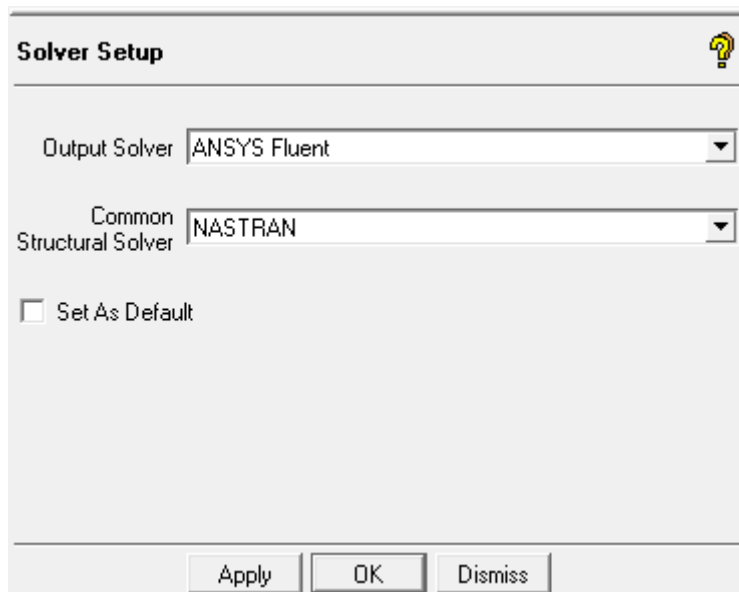 Solver Setup
Output Solver ANSYS Fluent
Common
Structural Solver NASTRAN
Set As Default
Apply OK Dismiss